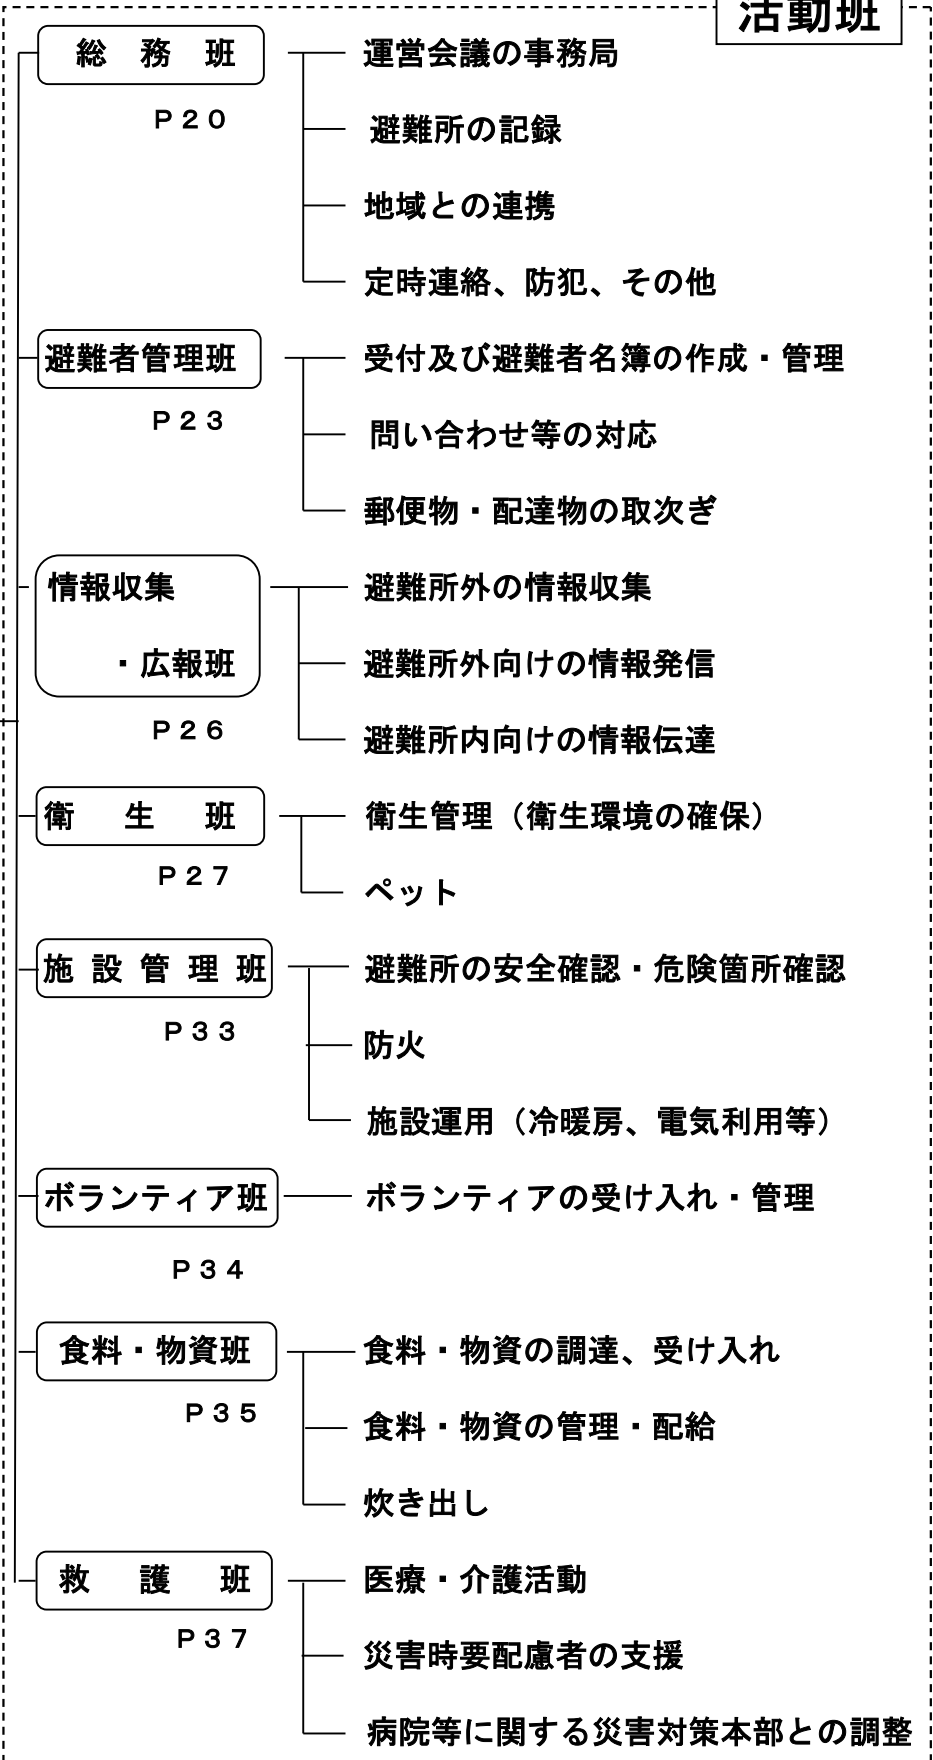 活動班
総務班
運営会議の事務局
P20
避難所の記録
地域との連携
定時連絡、防犯、その他
避難者管理班
受付及び避難者名簿の作成・管理
P23
問い合わせ等の対応
郵便物・配達物の取次ぎ
情報収集
・広報班
避難所外の情報収集
避難所外向けの情報発信
P26
避難所内向けの情報伝達
衛生班
衛生管理（衛生環境の確保）
P27
ペット
施設管理班
避難所の安全確認・危険箇所確認
P33
防火
施設運用（冷暖房、電気利用等）
ボランティア班
ボランティアの受け入れ・管理
P34
食料・物資班
食料・物資の調達、受け入れ
P35
食料・物資の管理・配給
炊き出し
救護班
医療・介護活動
P37
災害時要配慮者の支援
病院等に関する災害対策本部との調整